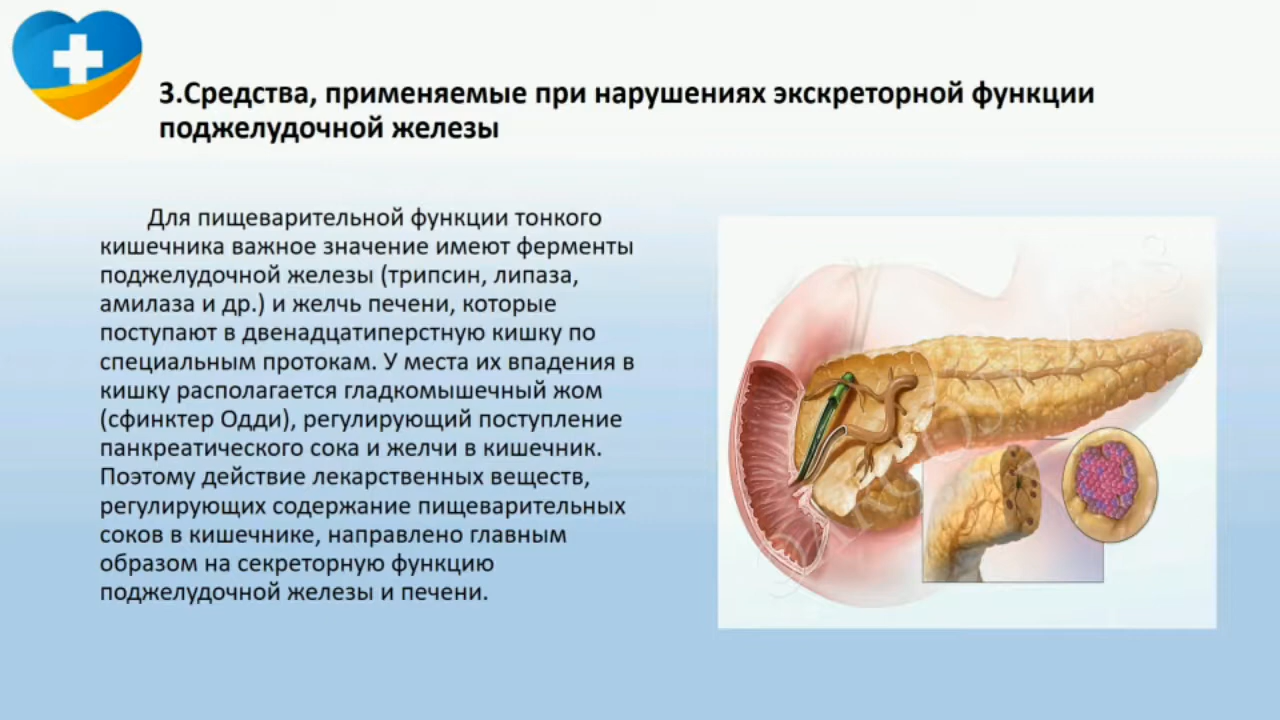 3.Средства, применяемые при нарушениях экскреторной функции
поджелудочной железы
Для пищеварительной функции тонкого
кишечника важное значение имеют ферменты
поджелудочной железы (трипсин, липаза,
амилаза и др.) и желчь печени, которые
поступают в двенадцатиперстную кишку по
специальным протокам. У места их впадения в
кишку располагается гладкомышечный жом
(сфинктер Одди), регулирующий поступление
панкреатического сока и желчи в кишечник.
Поэтому действие лекарственных веществ,
регулирующих содержание пищеварительных
соков в кишечнике, направлено главным
образом на секреторную функцию
поджелудочной железы и печени.